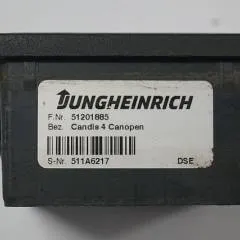 JUNGHEINRICH
F.Nr. 51201885
Bez. Candis 4 Canopen
S-Nr. 511A6217 DSE